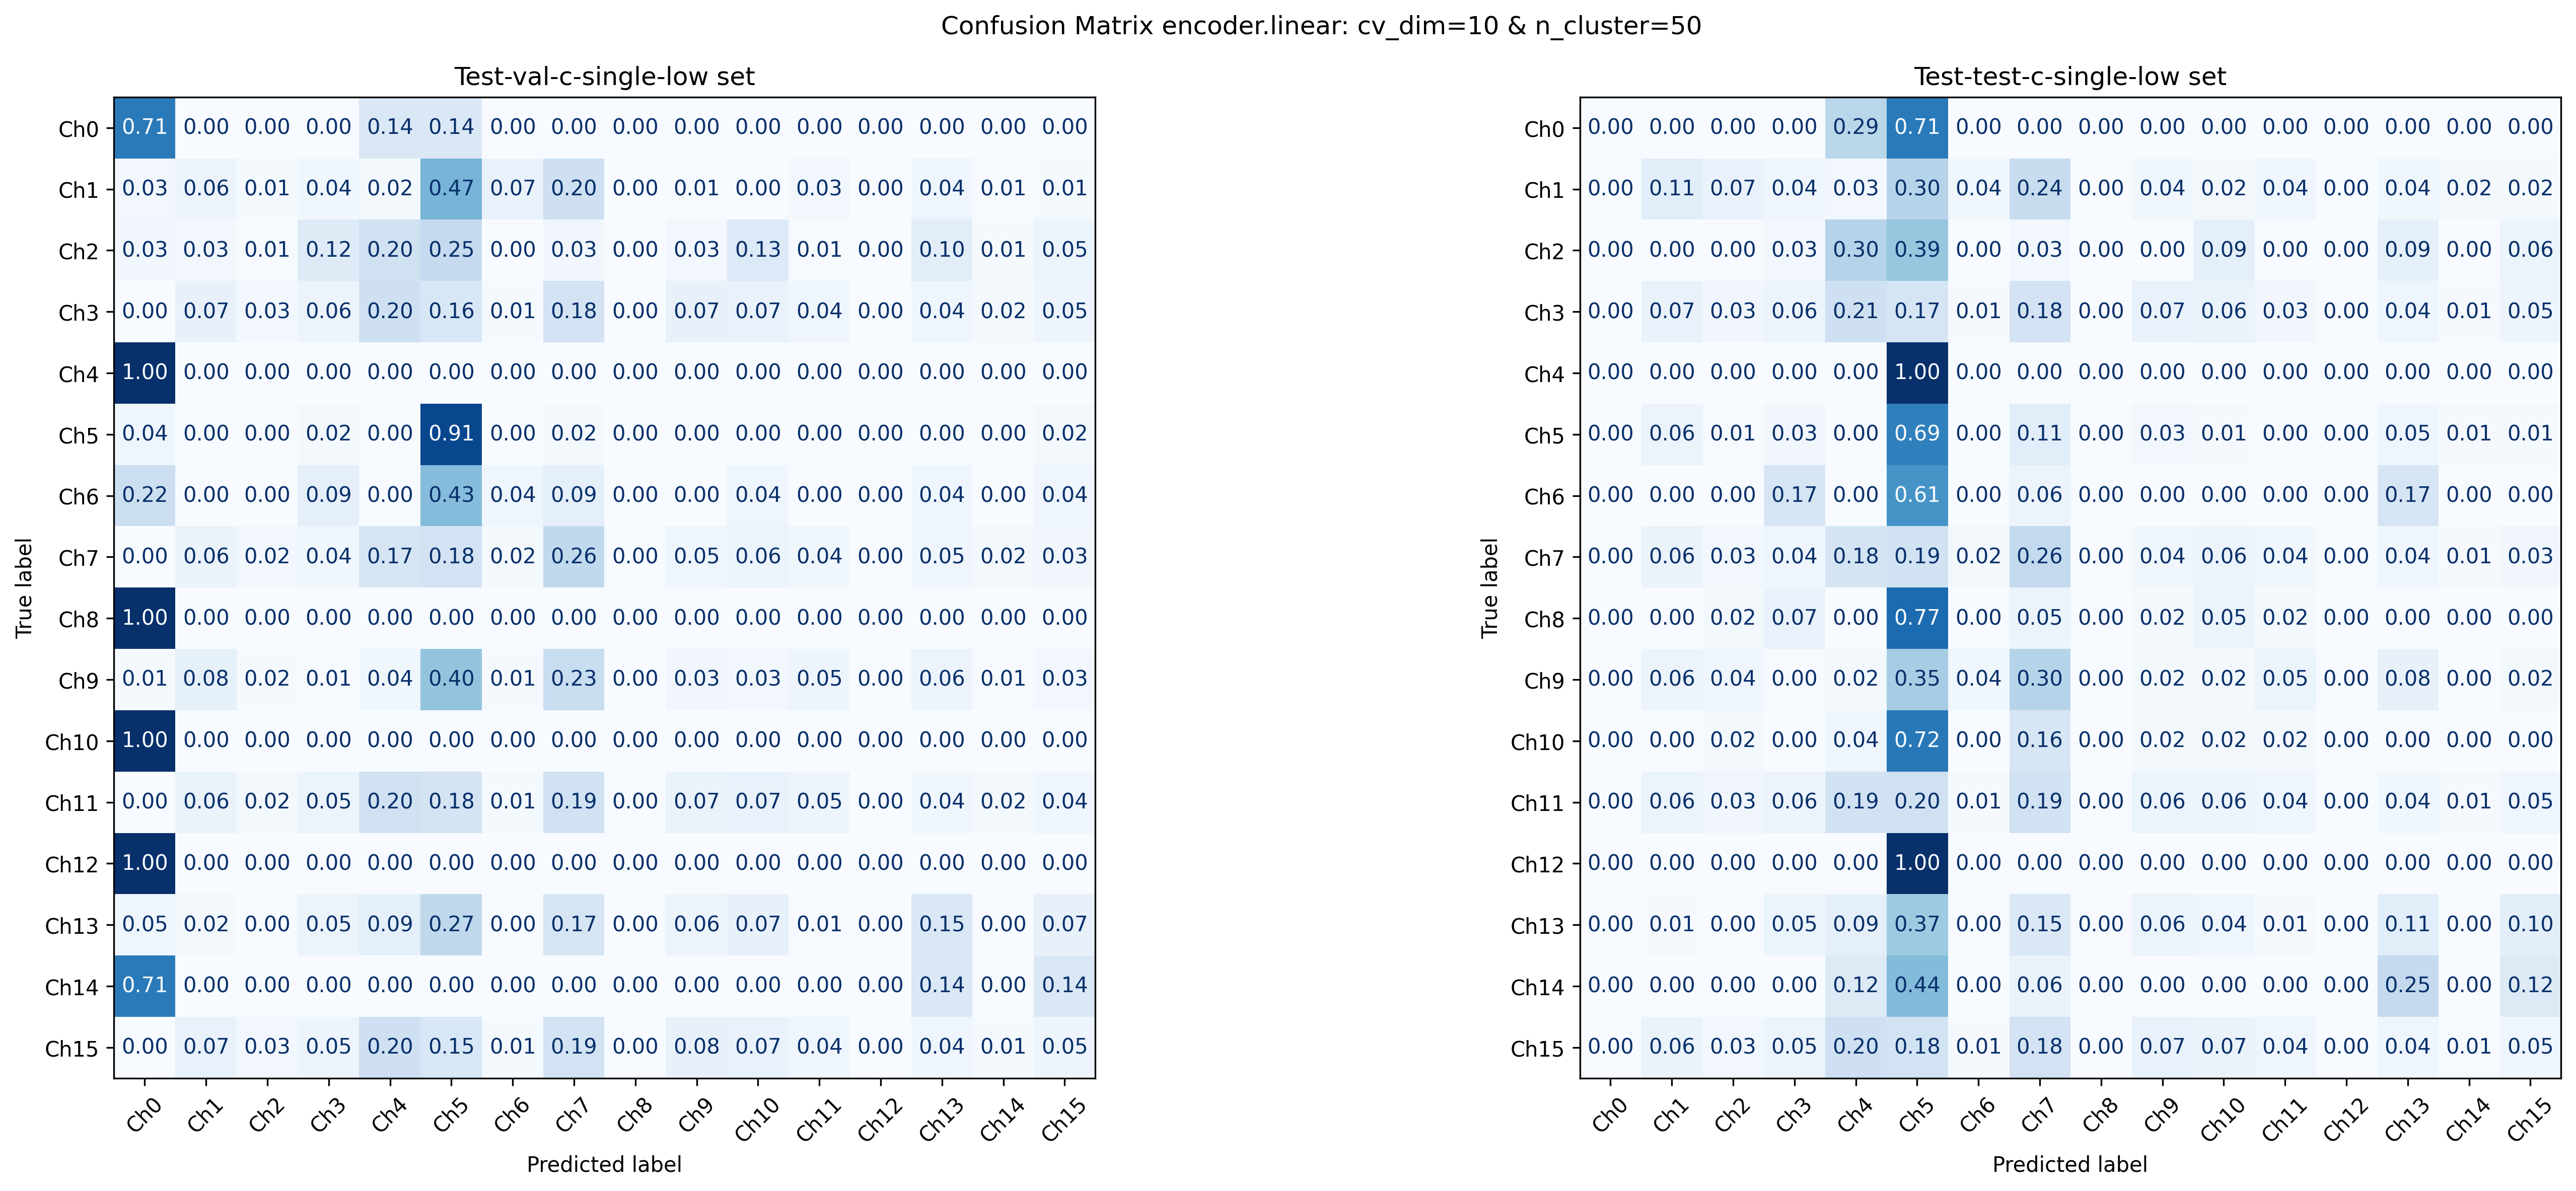 Confusion Matrix encoder.linear: cv_dim=10 & n_cluster=50
Test-val-c-single-low set
True label
Ch0 0.71 0.00 0.00 0.00 0.14 0.14 0.00 0.00 0.00 0.00 0.00 0.00 0.00 0.00 0.00 0.00
Ch1 0.03 0.06 0.01 0.04 0.02 0.47 0.07 0.20 0.00 0.01 0.00 0.03 0.00 0.04 0.01 0.01
Ch2 0.03 0.03 0.01 0.12 0.20 0.25 0.00 0.03 0.00 0.03 0.13 0.01 0.00 0.10 0.01 0.05
Ch3 0.00 0.07 0.03 0.06 0.20 0.16 0.01 0.18 0.00 0.07 0.07 0.04 0.00 0.04 0.02 0.05
Ch4 1.00 0.00 0.00 0.00 0.00 0.00 0.00 0.00 0.00 0.00 0.00 0.00 0.00 0.00 0.00 0.00
Ch5 0.04 0.00 0.00 0.02 0.00 0.91 0.00 0.02 0.00 0.00 0.00 0.00 0.00 0.00 0.00 0.02
Ch6 0.22 0.00 0.00 0.09 0.00 0.43 0.04 0.09 0.00 0.00 0.04 0.00 0.00 0.04 0.00 0.04
Ch7 0.00 0.06 0.02 0.04 0.17 0.18 0.02 0.26 0.00 0.05 0.06 0.04 0.00 0.05 0.02 0.03
Ch8 1.00 0.00 0.00 0.00 0.00 0.00 0.00 0.00 0.00 0.00 0.00 0.00 0.00 0.00 0.00 0.00
Ch9 0.01 0.08 0.02 0.01 0.04 0.40 0.01 0.23 0.00 0.03 0.03 0.05 0.00 0.06 0.01 0.03
Ch10 1.00 0.00 0.00 0.00 0.00 0.00 0.00 0.00 0.00 0.00 0.00 0.00 0.00 0.00 0.00 0.00
Ch11 0.00 0.06 0.02 0.05 0.20 0.18 0.01 0.19 0.00 0.07 0.07 0.05 0.00 0.04 0.02 0.04
Ch12 1.00 0.00 0.00 0.00 0.00 0.00 0.00 0.00 0.00 0.00 0.00 0.00 0.00 0.00 0.00 0.00
Ch13 0.05 0.02 0.00 0.05 0.09 0.27 0.00 0.17 0.00 0.06 0.07 0.01 0.00 0.15 0.00 0.07
Ch14 0.71 0.00 0.00 0.00 0.00 0.00 0.00 0.00 0.00 0.00 0.00 0.00 0.00 0.14 0.00 0.14
Ch15 0.00 0.07 0.03 0.05 0.20 0.15 0.01 0.19 0.00 0.08 0.07 0.04 0.00 0.04 0.01 0.05
Ch0 Ch1 Ch2 Ch3 Ch4 Ch5 Ch6 Ch7 Ch8 Ch9 Ch10 Ch11 Ch12 Ch13 Ch14 Ch15
Predicted label
Test-test-c-single-low set
True label
Ch0 0.00 0.00 0.00 0.00 0.29 0.71 0.00 0.00 0.00 0.00 0.00 0.00 0.00 0.00 0.00 0.00
Ch1 0.00 0.11 0.07 0.04 0.03 0.30 0.04 0.24 0.00 0.04 0.02 0.04 0.00 0.04 0.02 0.02
Ch2 0.00 0.00 0.00 0.03 0.30 0.39 0.00 0.03 0.00 0.00 0.09 0.00 0.00 0.09 0.00 0.06
Ch3 0.00 0.07 0.03 0.06 0.21 0.17 0.01 0.18 0.00 0.07 0.06 0.03 0.00 0.04 0.01 0.05
Ch4 0.00 0.00 0.00 0.00 0.00 1.00 0.00 0.00 0.00 0.00 0.00 0.00 0.00 0.00 0.00 0.00
Ch5 0.00 0.06 0.01 0.03 0.00 0.69 0.00 0.11 0.00 0.03 0.01 0.00 0.00 0.05 0.01 0.01
Ch6 0.00 0.00 0.00 0.17 0.00 0.61 0.00 0.06 0.00 0.00 0.00 0.00 0.00 0.17 0.00 0.00
Ch7 0.00 0.06 0.03 0.04 0.18 0.19 0.02 0.26 0.00 0.04 0.06 0.04 0.00 0.04 0.01 0.03
Ch8 0.00 0.00 0.02 0.07 0.00 0.77 0.00 0.05 0.00 0.02 0.05 0.02 0.00 0.00 0.00 0.00
Ch9 0.00 0.06 0.04 0.00 0.02 0.35 0.04 0.30 0.00 0.02 0.02 0.05 0.00 0.08 0.00 0.02
Ch10 0.00 0.00 0.02 0.00 0.04 0.72 0.00 0.16 0.00 0.02 0.02 0.02 0.00 0.00 0.00 0.00
Ch11 0.00 0.06 0.03 0.06 0.19 0.20 0.01 0.19 0.00 0.06 0.06 0.04 0.00 0.04 0.01 0.05
Ch12 0.00 0.00 0.00 0.00 0.00 1.00 0.00 0.00 0.00 0.00 0.00 0.00 0.00 0.00 0.00 0.00
Ch13 0.00 0.01 0.00 0.05 0.09 0.37 0.00 0.15 0.00 0.06 0.04 0.01 0.00 0.11 0.00 0.10
Ch14 0.00 0.00 0.00 0.00 0.12 0.44 0.00 0.06 0.00 0.00 0.00 0.00 0.00 0.25 0.00 0.12
Ch15 0.00 0.06 0.03 0.05 0.20 0.18 0.01 0.18 0.00 0.07 0.07 0.04 0.00 0.04 0.01 0.05
Ch0 Ch1 Ch2 Ch3 Ch4 Ch5 Ch6 Ch7 Ch8 Ch9 Ch10 Ch11 Ch12 Ch13 Ch14 Ch15
Predicted label